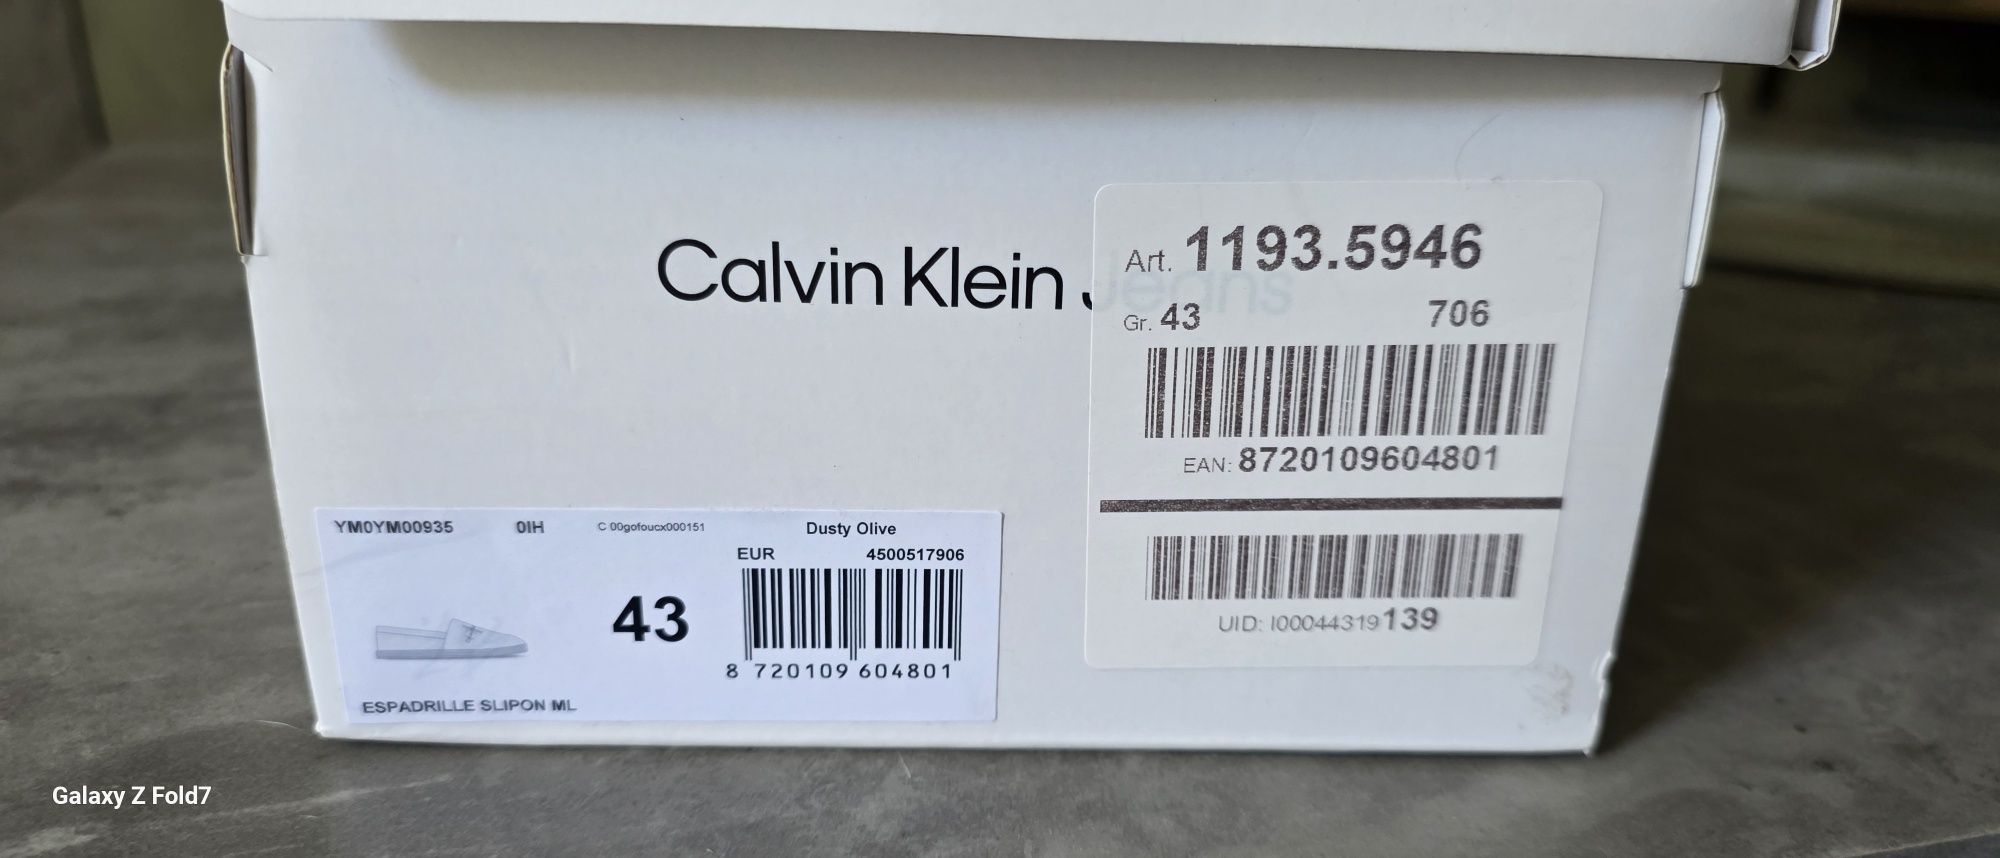 Calvin Klein Jeans
Art. 1193.5946
Gr. 43 706
EAN: 8720109604801
UID: I00044319139
YM0YM00935 0IH C 00gofoucx000151 Dusty Olive
EUR 4500517906
43
8 720109 604801
ESPADRILLE SLIPON ML
Galaxy Z Fold7